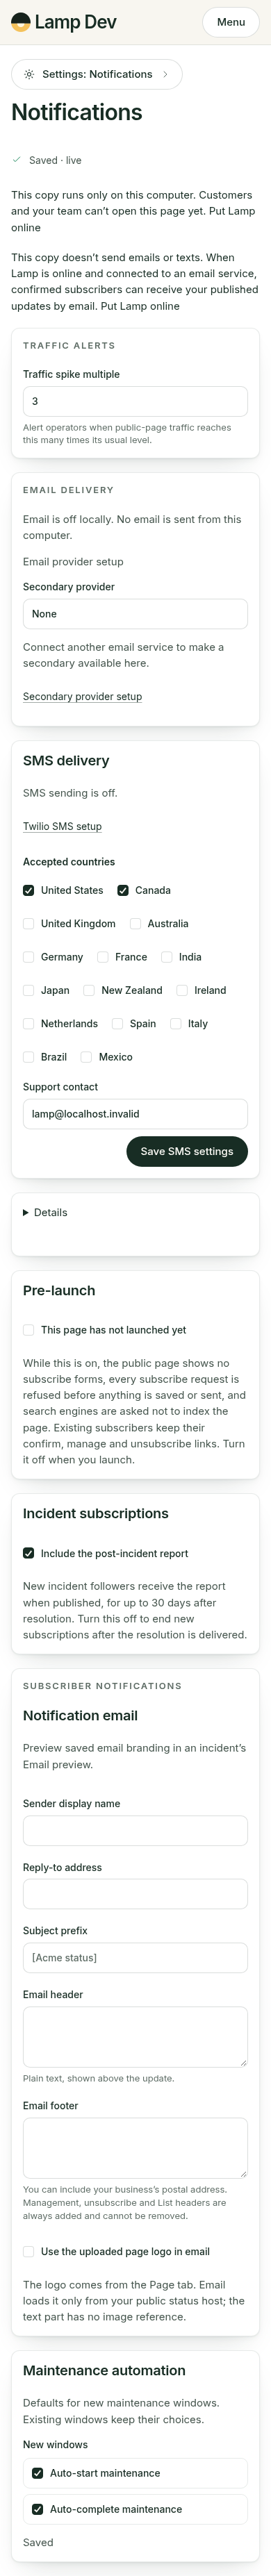 Lamp Dev
Menu
Settings: Notifications
Notifications
Saved · live
This copy runs only on this computer. Customers
and your team can't open this page yet. Put Lamp
online
This copy doesn't send emails or texts. When
Lamp is online and connected to an email service,
confirmed subscribers can receive your published
updates by email. Put Lamp online
TRAFFIC ALERTS
Traffic spike multiple
3
Alert operators when public-page traffic reaches
this many times its usual level.
EMAIL DELIVERY
Email is off locally. No email is sent from this
computer.
Email provider setup
Secondary provider
None
Connect another email service to make a
secondary available here.
Secondary provider setup
SMS delivery
SMS sending is off.
Twilio SMS setup
Accepted countries
United States Canada
United Kingdom Australia
Germany France India
Japan New Zealand Ireland
Netherlands Spain Italy
Brazil Mexico
Support contact
lamp@localhost.invalid
Save SMS settings
Details
Pre-launch
This page has not launched yet
While this is on, the public page shows no
subscribe forms, every subscribe request is
refused before anything is saved or sent, and
search engines are asked not to index the
page. Existing subscribers keep their
confirm, manage and unsubscribe links. Turn
it off when you launch.
Incident subscriptions
Include the post-incident report
New incident followers receive the report
when published, for up to 30 days after
resolution. Turn this off to end new
subscriptions after the resolution is delivered.
SUBSCRIBER NOTIFICATIONS
Notification email
Preview saved email branding in an incident's
Email preview.
Sender display name
Reply-to address
Subject prefix
[Acme status]
Email header
Plain text, shown above the update.
Email footer
You can include your business's postal address.
Management, unsubscribe and List headers are
always added and cannot be removed.
Use the uploaded page logo in email
The logo comes from the Page tab. Email
loads it only from your public status host; the
text part has no image reference.
Maintenance automation
Defaults for new maintenance windows.
Existing windows keep their choices.
New windows
Auto-start maintenance
Auto-complete maintenance
Saved